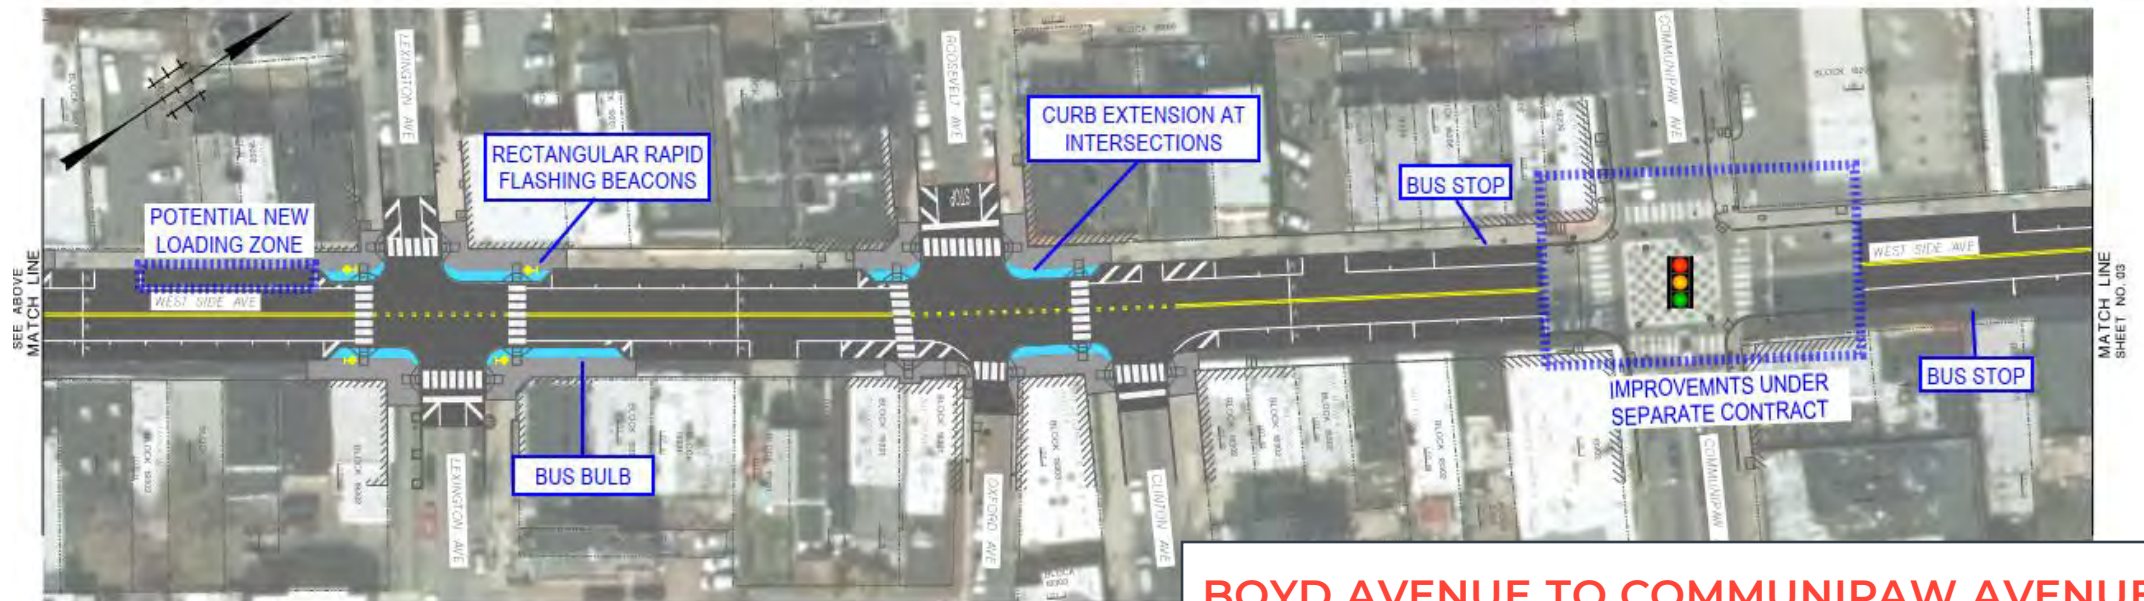 LEXINGTON AVE
ROOSEVELT AVE
COMMUNIPAW AVE
CURB EXTENSION AT
INTERSECTIONS
RECTANGULAR RAPID
FLASHING BEACONS
BUS STOP
POTENTIAL NEW
LOADING ZONE
STOP
SEE ABOVE
MATCH LINE
WEST SIDE AVE
WEST SIDE AVE
MATCH LINE
SHEET NO. 03
BUS STOP
IMPROVEMNTS UNDER
SEPARATE CONTRACT
BUS BULB
LEXINGTON AVE
OXFORD AVE
CLINTON AVE
COMMUNIPAW
BOYD AVENUE TO COMMUNIPAW AVENUE